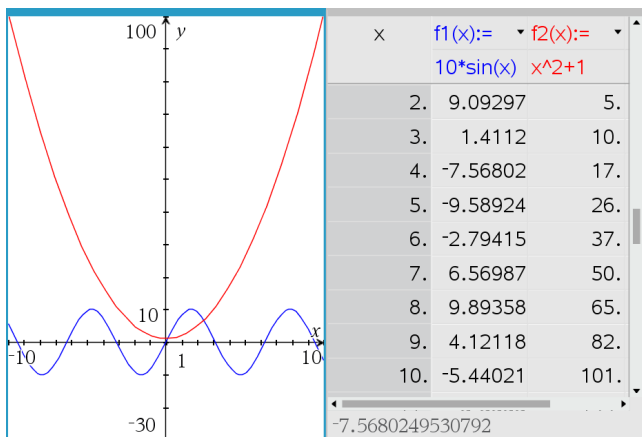 100 y
10
x
-10 1 10
-30
x f1(x):= f2(x):=
10*sin(x) x^2+1
2. 9.09297 5.
3. 1.4112 10.
4. -7.56802 17.
5. -9.58924 26.
6. -2.79415 37.
7. 6.56987 50.
8. 9.89358 65.
9. 4.12118 82.
10. -5.44021 101.
-7.5680249530792